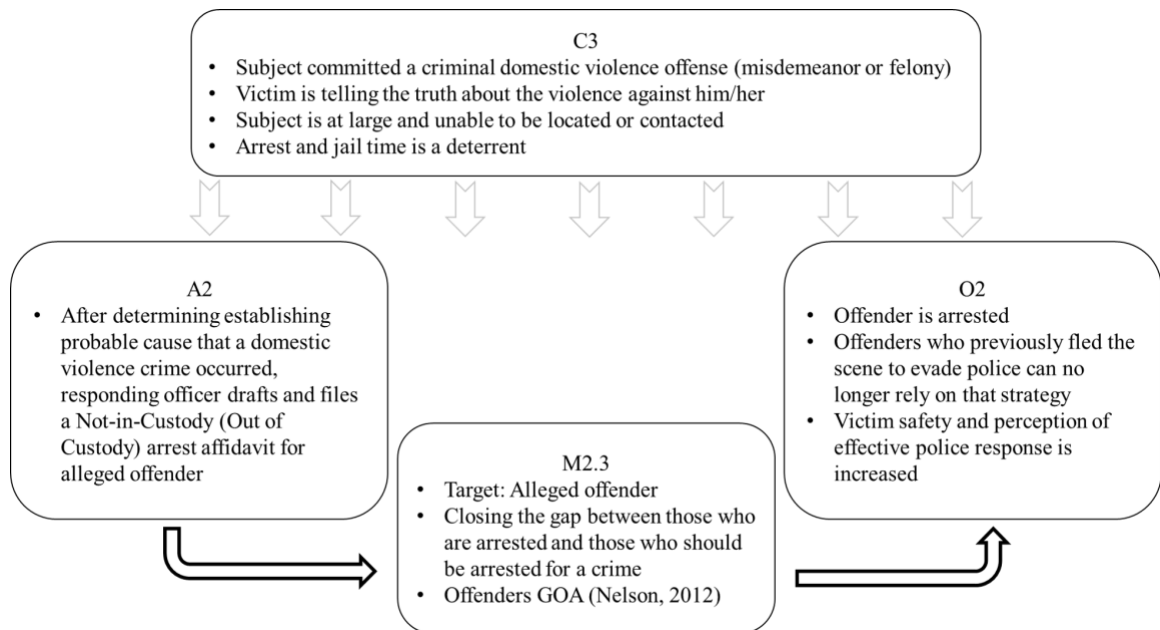 C3
• Subject committed a criminal domestic violence offense (misdemeanor or felony)
• Victim is telling the truth about the violence against him/her
• Subject is at large and unable to be located or contacted
• Arrest and jail time is a deterrent
A2
• After determining establishing
probable cause that a domestic
violence crime occurred,
responding officer drafts and files
a Not-in-Custody (Out of
Custody) arrest affidavit for
alleged offender
M2.3
• Target: Alleged offender
• Closing the gap between those who
are arrested and those who should
be arrested for a crime
• Offenders GOA (Nelson, 2012)
O2
• Offender is arrested
• Offenders who previously fled the
scene to evade police can no
longer rely on that strategy
• Victim safety and perception of
effective police response is
increased